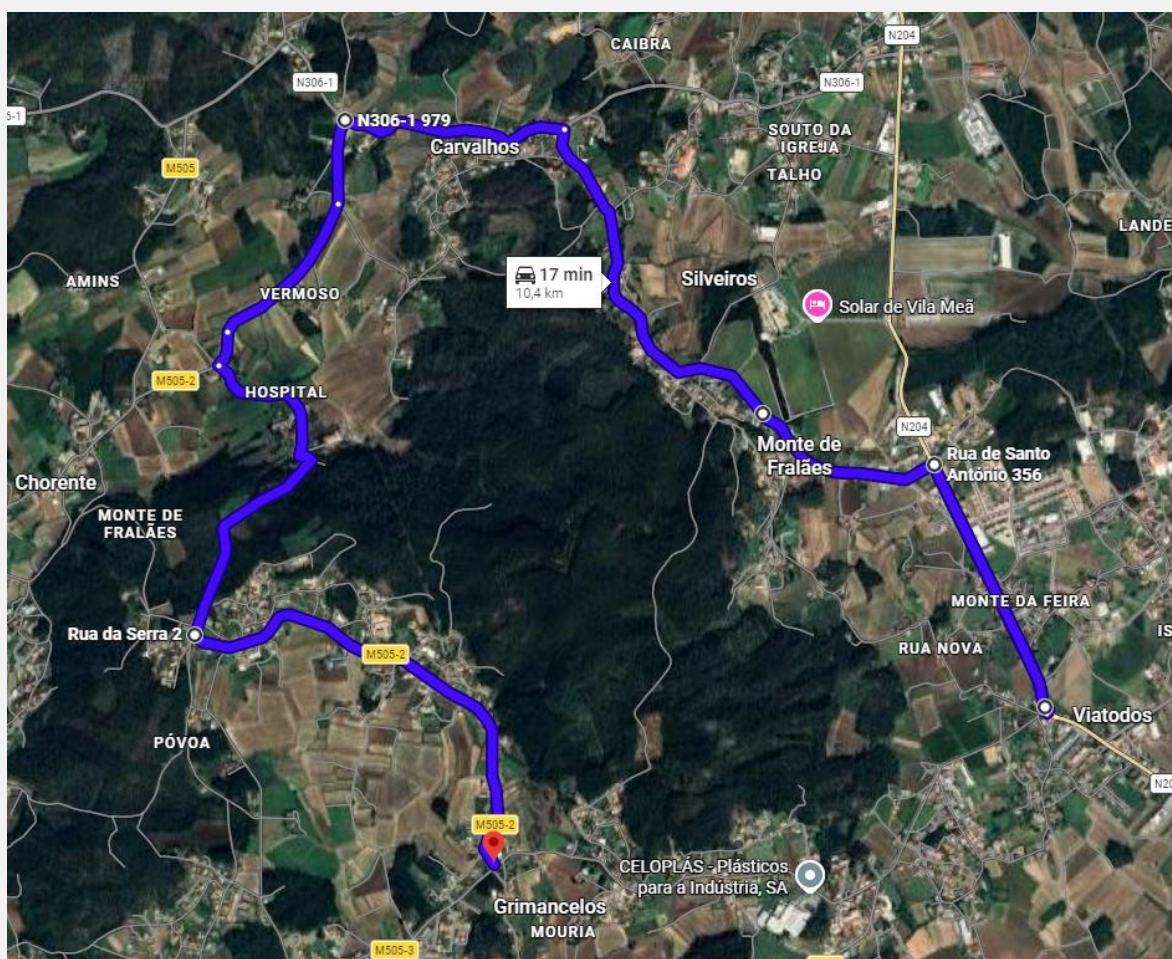 CAIBRA
N204
N306-1
N306-1
6-1
N306-1 979
Carvalhos
SOUTO DA
IGREJA
TALHO
M505
LANDE
AMINS
VERMOSO
17 min
10,4 km
Silveiros
Solar de Vila Meã
M505-2
HOSPITAL
N204
Monte de
Fralães
Rua de Santo
António 356
Chorente
MONTE DE
FRALÃES
MONTE DA FEIRA
IS
Rua da Serra 2
M505-2
RUA NOVA
Viatodos
PÓVOA
N20
M505-2
CELOPLÁS - Plásticos
para a Indústria, SA
Grimancelos
MOURIA
M505-3